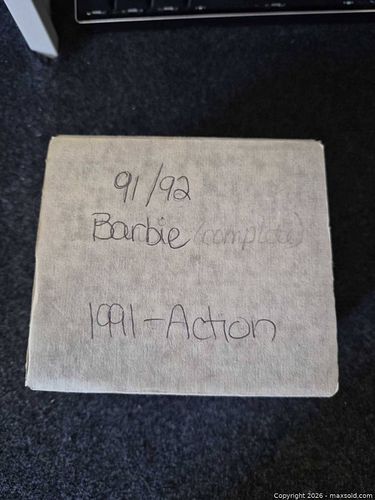 91/92
Barbie (complete)
1991 - Action
Copyright © 2026 - maxsold.com